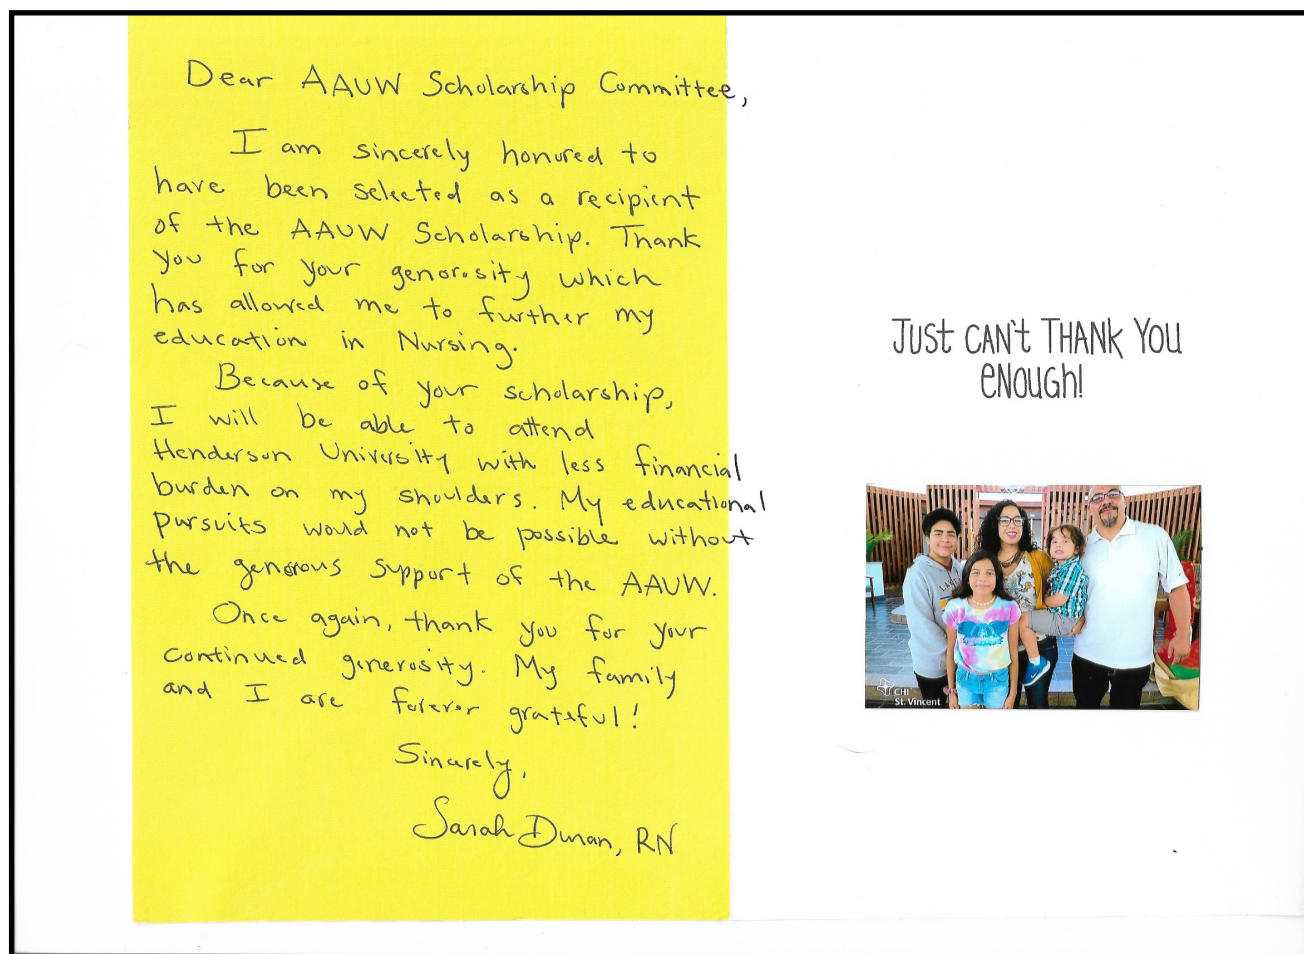 Dear AAUW Scholarship Committee,
I am sincerely honored to
have been selected as a recipient
of the AAUW Scholarship. Thank
you for your generosity which
has allowed me to further my
education in Nursing.
Because of your scholarship,
I will be able to attend
Henderson University with less financial
burden on my shoulders. My educational
pursuits would not be possible without
the generous support of the AAUW.
Once again, thank you for your
continued generosity. My family
and I are forever grateful!
Sincerely,
Sarah Duran, RN
JUST CAN'T THANK YOU
ENOUGH!
CHI
St. Vincent